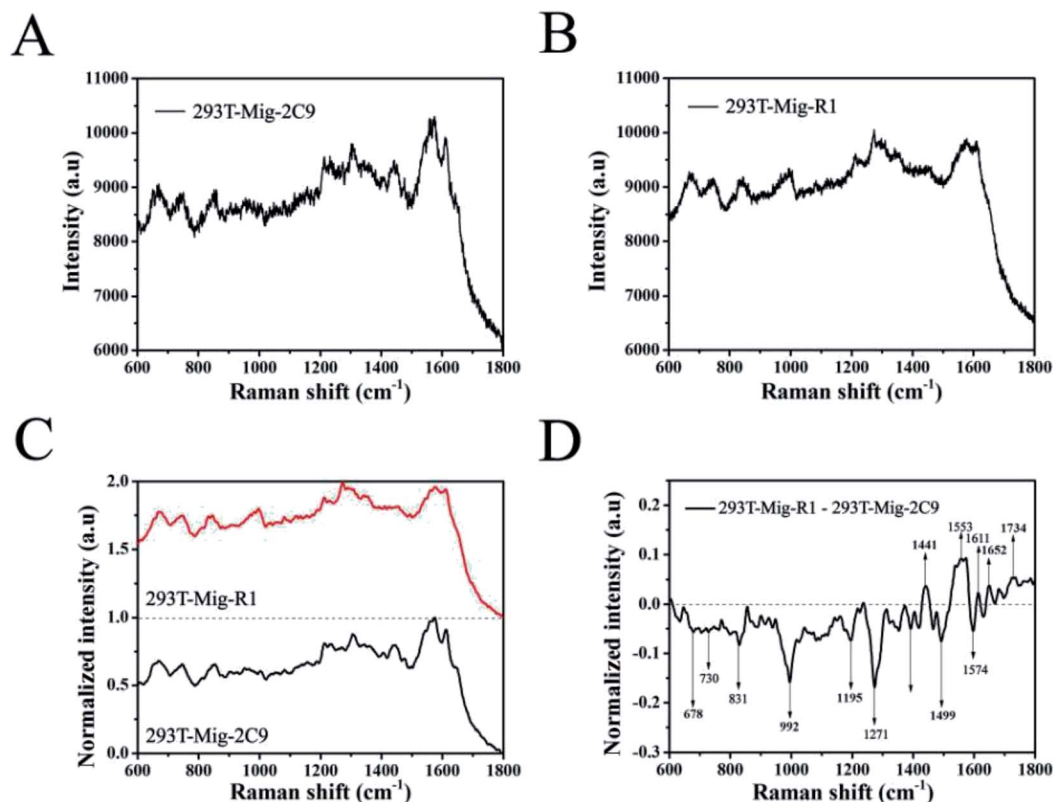 A
B
11000
10000
9000
8000
7000
6000
293T-Mig-2C9
Intensity (a.u)
600 800 1000 1200 1400 1600 1800
Raman shift (cm-1)
11000
10000
9000
8000
7000
6000
293T-Mig-R1
Intensity (a.u)
600 800 1000 1200 1400 1600 1800
Raman shift (cm-1)
C
D
2.0
1.5
1.0
0.5
0.0
Normalized intensity (a.u)
293T-Mig-R1
293T-Mig-2C9
600 800 1000 1200 1400 1600 1800
Raman shift (cm-1)
0.2
0.1
0.0
-0.1
-0.2
-0.3
Normalized intensity (a.u)
293T-Mig-R1 - 293T-Mig-2C9
1441 1553 1611 1652 1734
678 730 831 992 1195 1271 1499 1574
600 800 1000 1200 1400 1600 1800
Raman shift (cm-1)